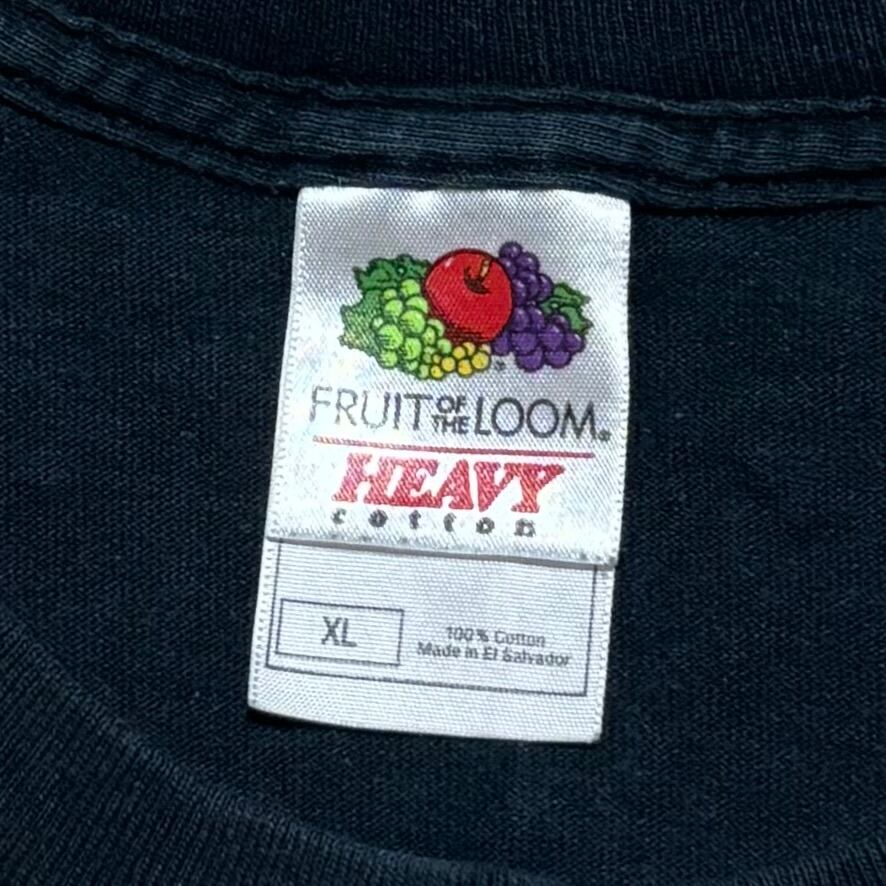 FRUIT OF THE LOOM®
HEAVY
cotton
XL
100% Cotton
Made in El Salvador